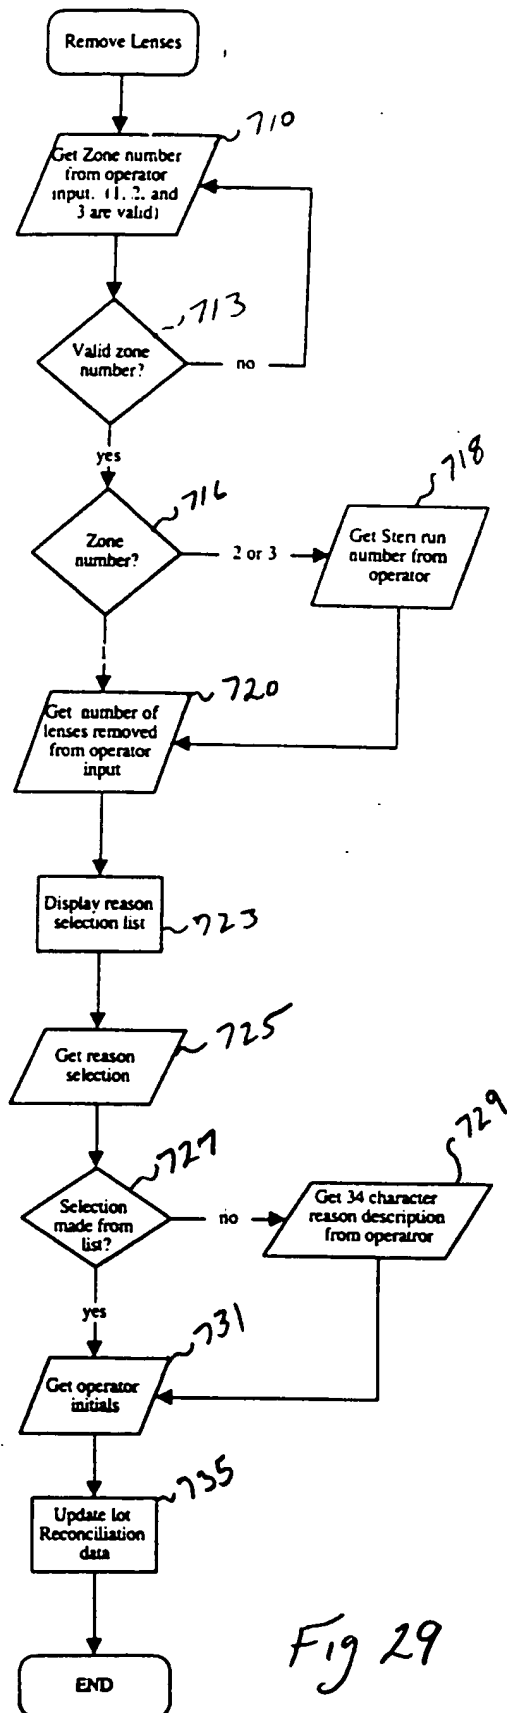 Remove Lenses
710
Get Zone number
from operator
input. (1, 2, and
3 are valid)
713
Valid zone
number?
no
yes
716
718
Zone
number?
2 or 3
Get Steri run
number from
operator
720
Get number of
lenses removed
from operator
input
Display reason
selection list
723
725
Get reason
selection
727
729
Selection
made from
list?
no
Get 34 character
reason description
from operatror
yes
731
Get operator
initials
735
Update lot
Reconciliation
data
Fig 29
END